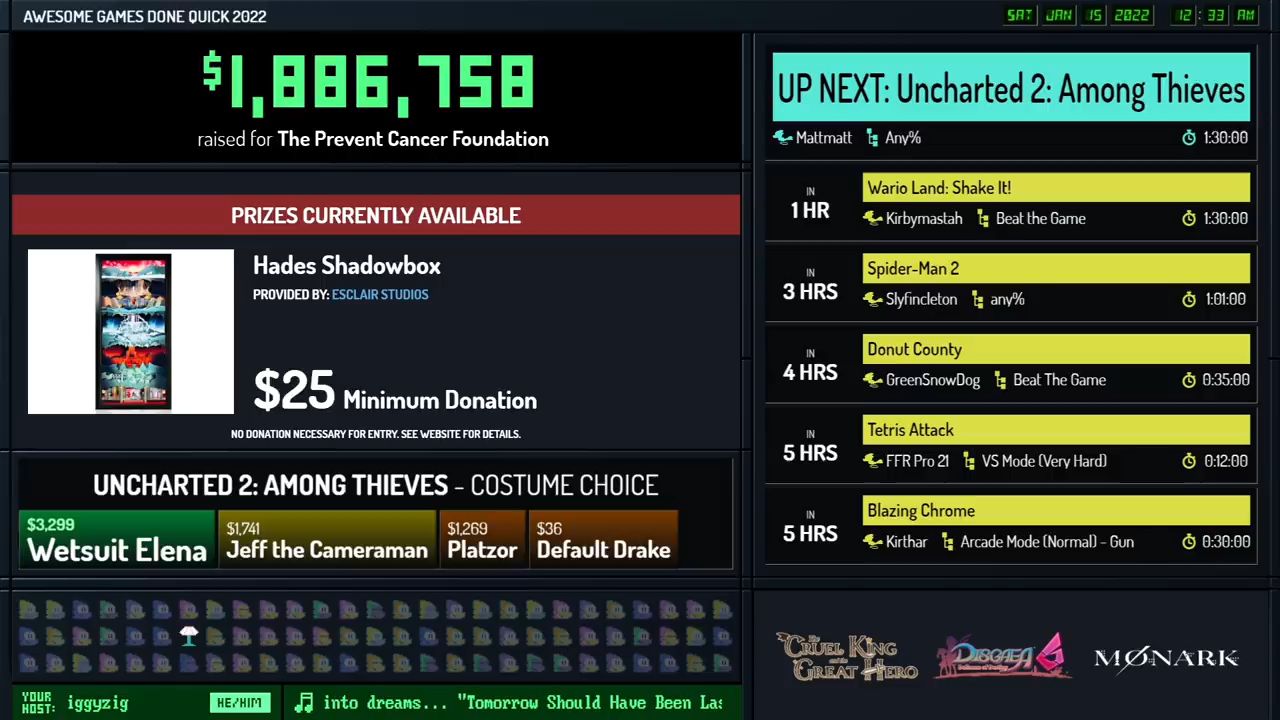 AWESOME GAMES DONE QUICK 2022
SAT JAN 15 2022 12:33 AM
$1,886,758
raised for The Prevent Cancer Foundation
PRIZES CURRENTLY AVAILABLE
Hades Shadowbox
PROVIDED BY: ESCLAIR STUDIOS
$25 Minimum Donation
NO DONATION NECESSARY FOR ENTRY. SEE WEBSITE FOR DETAILS.
UNCHARTED 2: AMONG THIEVES – COSTUME CHOICE
$3,299
Wetsuit Elena
$1,741
Jeff the Cameraman
$1,269
Platzor
$36
Default Drake
YOUR HOST: iggyzig HE/HIM
into dreams... "Tomorrow Should Have Been Las
UP NEXT: Uncharted 2: Among Thieves
Mattmatt Any% 1:30:00
IN 1 HR
Wario Land: Shake It!
Kirbymastah Beat the Game 1:30:00
IN 3 HRS
Spider-Man 2
Slyfincleton any% 1:01:00
IN 4 HRS
Donut County
GreenSnowDog Beat The Game 0:35:00
IN 5 HRS
Tetris Attack
FFR Pro 21 VS Mode (Very Hard) 0:12:00
IN 5 HRS
Blazing Chrome
Kirthar Arcade Mode (Normal) - Gun 0:30:00
The Cruel King and the Great Hero
DISGAEA 6
MONARK